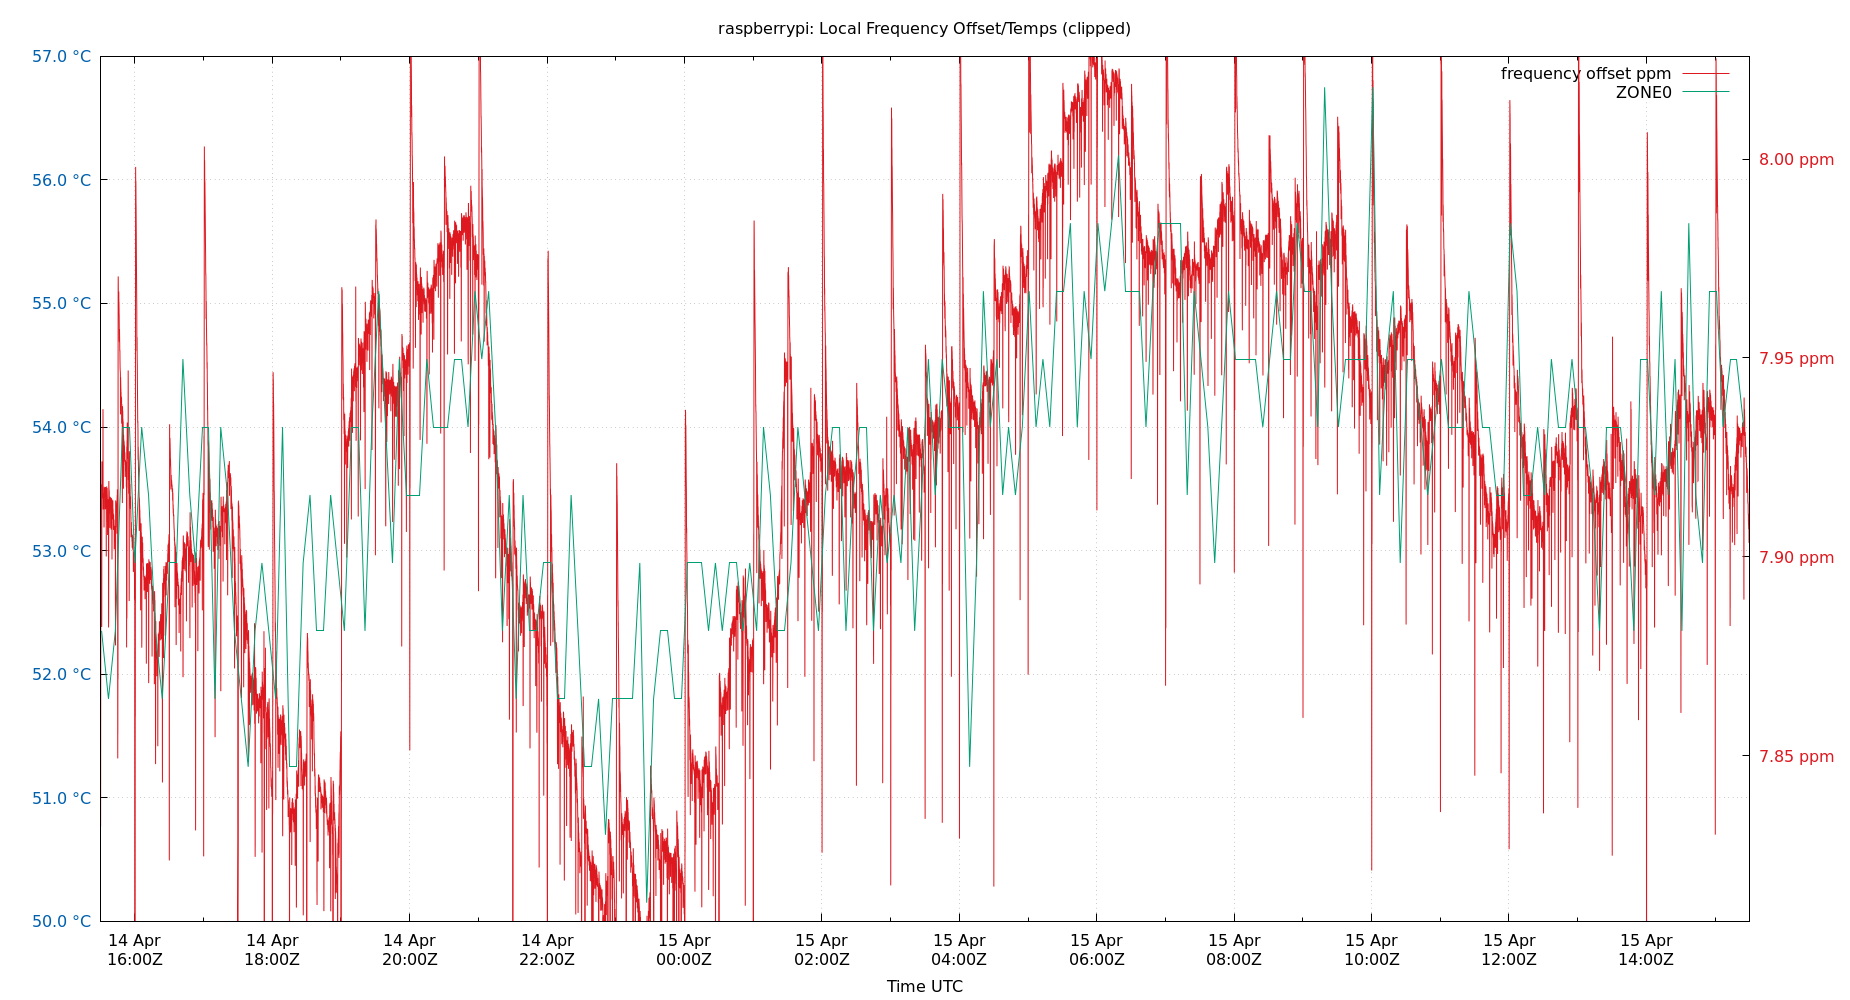 raspberrypi: Local Frequency Offset/Temps (clipped)
57.0 °C
56.0 °C
55.0 °C
54.0 °C
53.0 °C
52.0 °C
51.0 °C
50.0 °C
frequency offset ppm
ZONE0
8.00 ppm
7.95 ppm
7.90 ppm
7.85 ppm
14 Apr
16:00Z
14 Apr
18:00Z
14 Apr
20:00Z
14 Apr
22:00Z
15 Apr
00:00Z
15 Apr
02:00Z
15 Apr
04:00Z
15 Apr
06:00Z
15 Apr
08:00Z
15 Apr
10:00Z
15 Apr
12:00Z
15 Apr
14:00Z
Time UTC